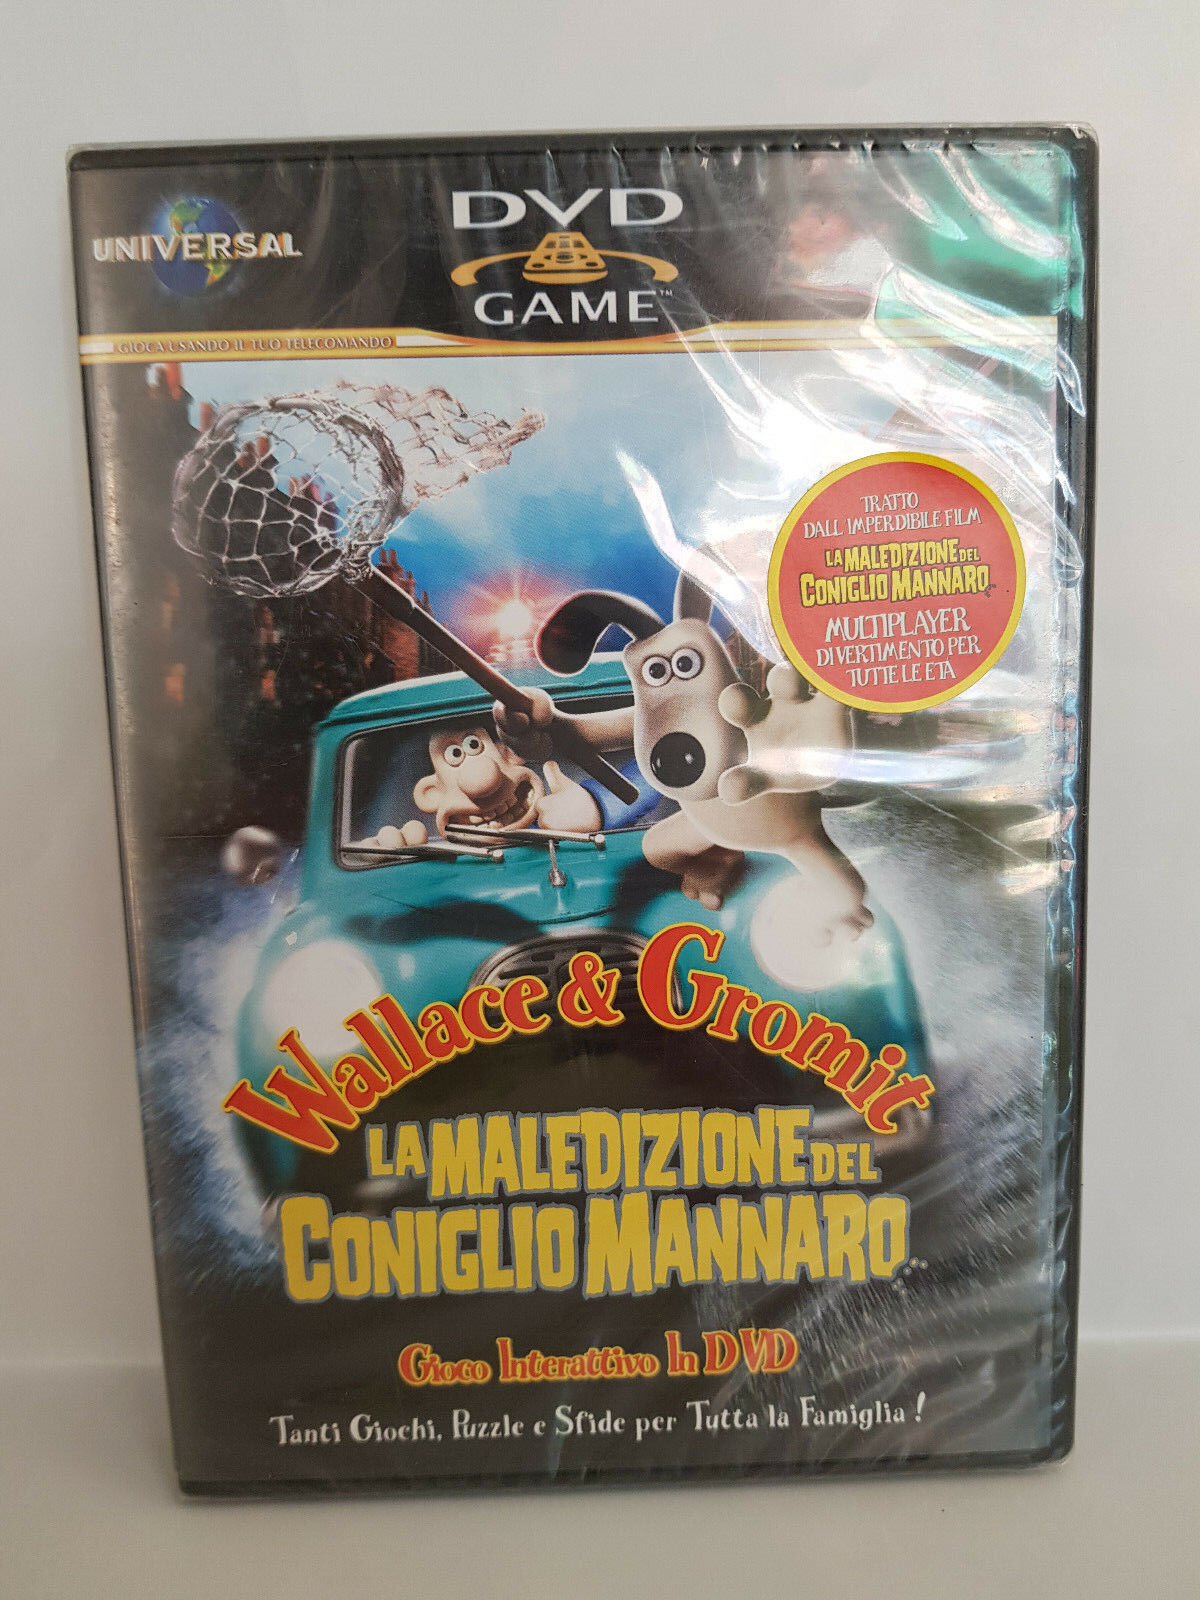 UNIVERSAL
DVD
GAME™
GIOCA USANDO IL TUO TELECOMANDO
TRATTO
DALL'IMPERDIBILE FILM
LA MALEDIZIONE DEL
CONIGLIO MANNARO
MULTIPLAYER
DIVERTIMENTO PER
TUTTE LE ETA
Wallace & Gromit
LA MALEDIZIONE DEL
CONIGLIO MANNARO
Gioco Interattivo In DVD
Tanti Giochi, Puzzle e Sfide per Tutta la Famiglia !